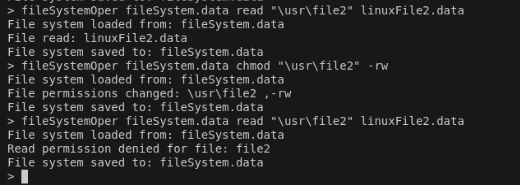 > fileSystemOper fileSystem.data read "\usr\file2" linuxFile2.data
File system loaded from: fileSystem.data
File read: linuxFile2.data
File system saved to: fileSystem.data
> fileSystemOper fileSystem.data chmod "\usr\file2" -rw
File system loaded from: fileSystem.data
File permissions changed: \usr\file2 ,-rw
File system saved to: fileSystem.data
> fileSystemOper fileSystem.data read "\usr\file2" linuxFile2.data
File system loaded from: fileSystem.data
Read permission denied for file: file2
File system saved to: fileSystem.data
>